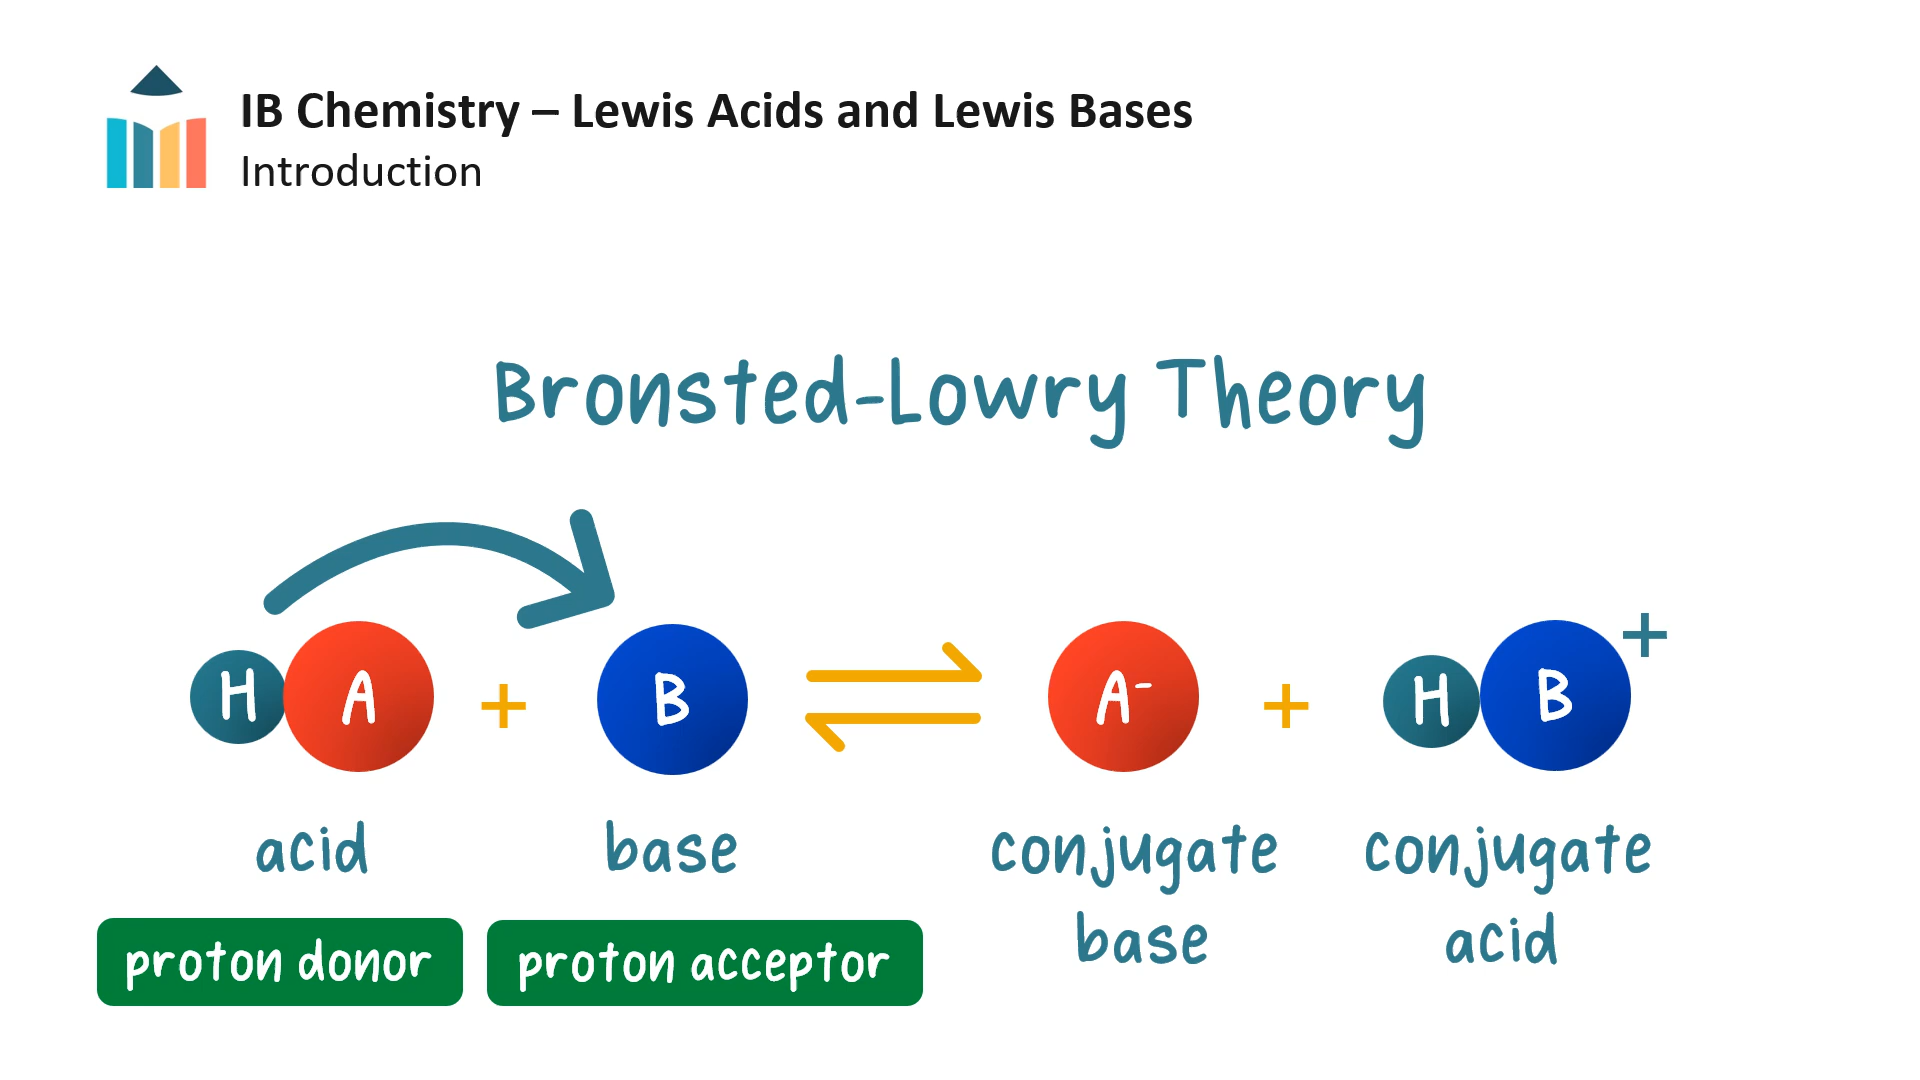 IB Chemistry – Lewis Acids and Lewis Bases
Introduction
Bronsted-Lowry Theory
H A + B ⇌ A⁻ + H B +
acid base conjugate base conjugate acid
proton donor proton acceptor